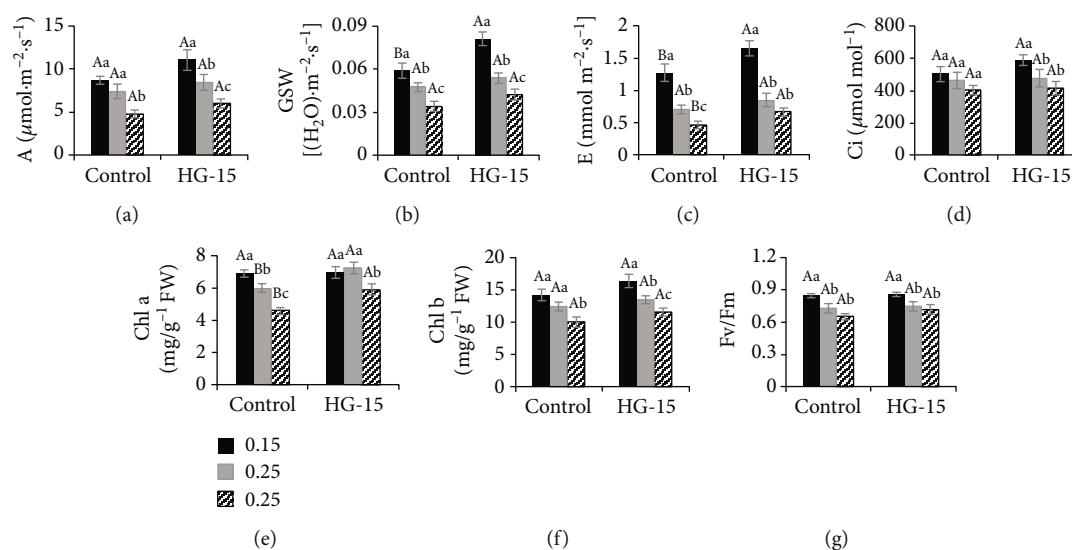 A (µmol·m⁻²·s⁻¹)
15
10
5
0
Aa Aa Ab
Aa Ab Ac
Control HG-15
(a)
GSW
[(H₂O)·m⁻²·s⁻¹]
0.09
0.06
0.03
0
Ba Ab Ab
Aa Ab Ac
Control HG-15
(b)
E (mmol m⁻²·s⁻¹]
2
1.5
1
0.5
0
Ba Ab Bc
Aa Ab Ab
Control HG-15
(c)
Ci (µmol mol⁻¹)
800
600
400
200
0
Aa Aa Aa
Aa Ab Ab
Control HG-15
(d)
Chl a
(mg/g⁻¹ FW)
8
6
4
2
0
Aa Bb Bc
Aa Aa Ab
Control HG-15
0.15
0.25
0.25
(e)
Chl b
(mg/g⁻¹ FW)
20
15
10
5
0
Aa Aa Ab
Aa Ab Ac
Control HG-15
(f)
Fv/Fm
1.2
0.9
0.6
0.3
0
Aa Ab Ab
Aa Ab Ab
Control HG-15
(g)